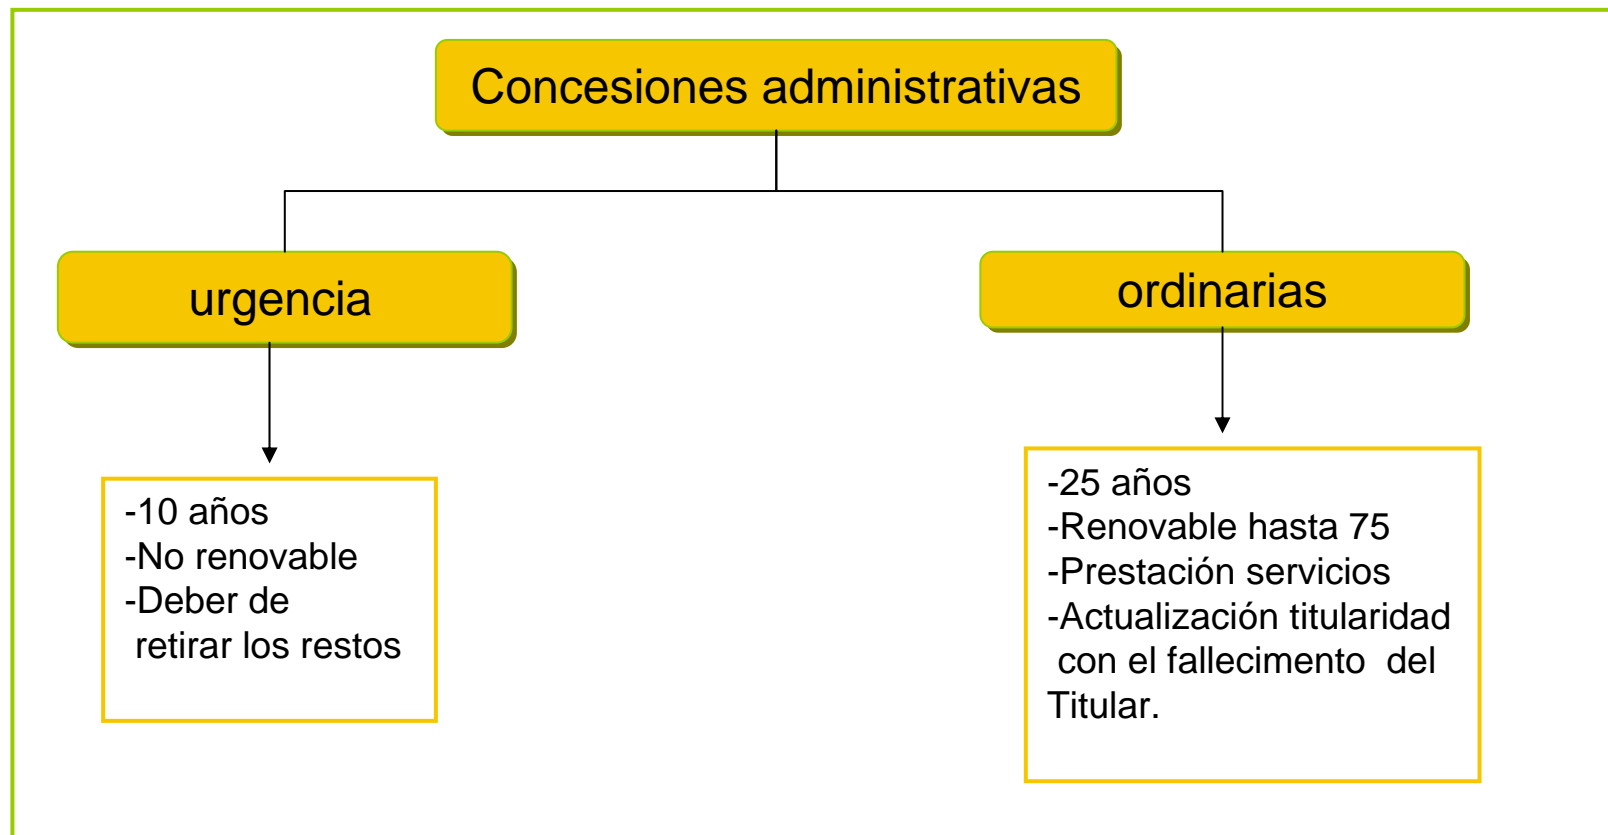 Concesiones administrativas
urgencia
ordinarias
-10 años
-No renovable
-Deber de
retirar los restos
-25 años
-Renovable hasta 75
-Prestación servicios
-Actualización titularidad
con el fallecimento  del
Titular.